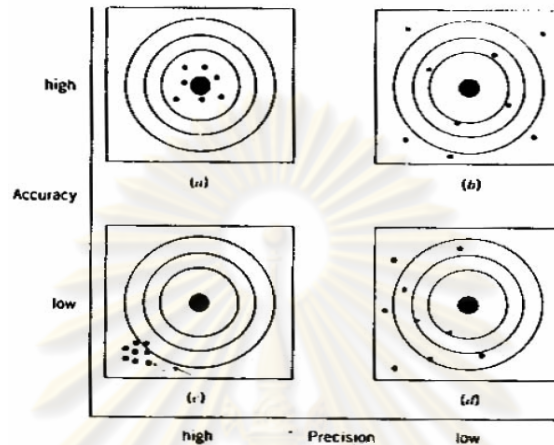 high
(a)
(b)
Accuracy
low
(c)
(d)
high Precision low